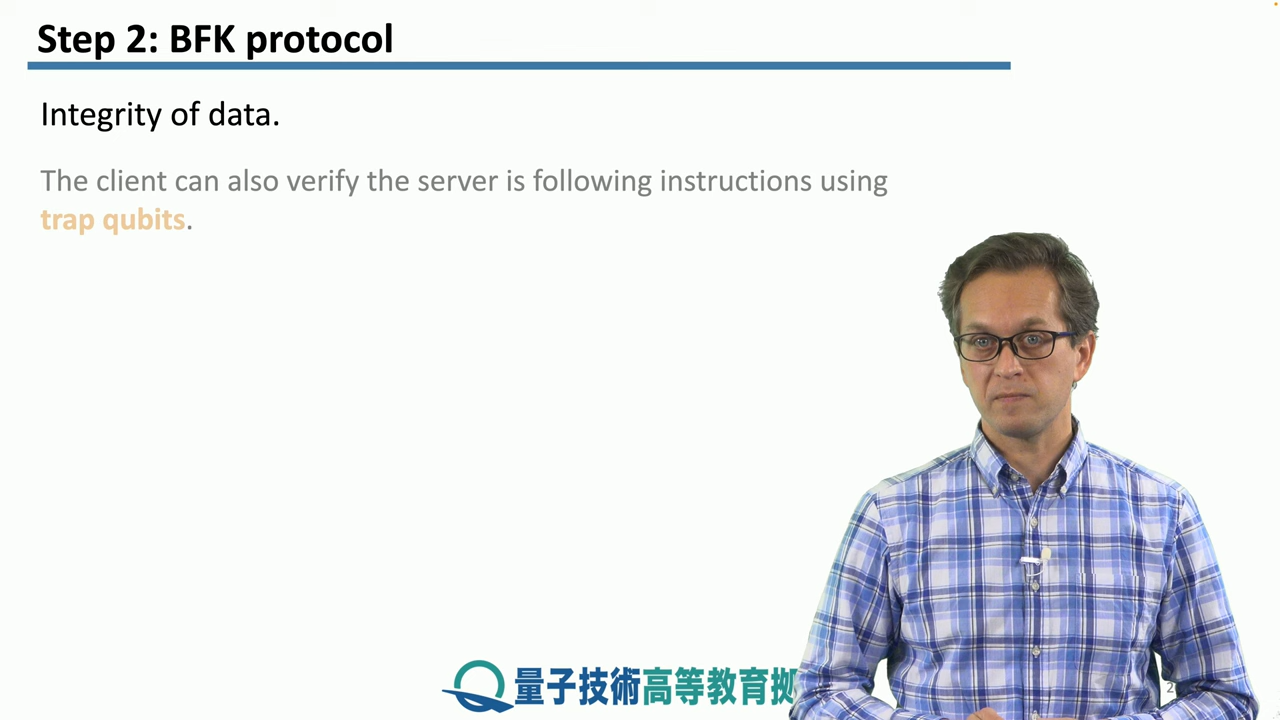 Step 2: BFK protocol
Integrity of data.
The client can also verify the server is following instructions using
trap qubits.
量子技術高等教育拠